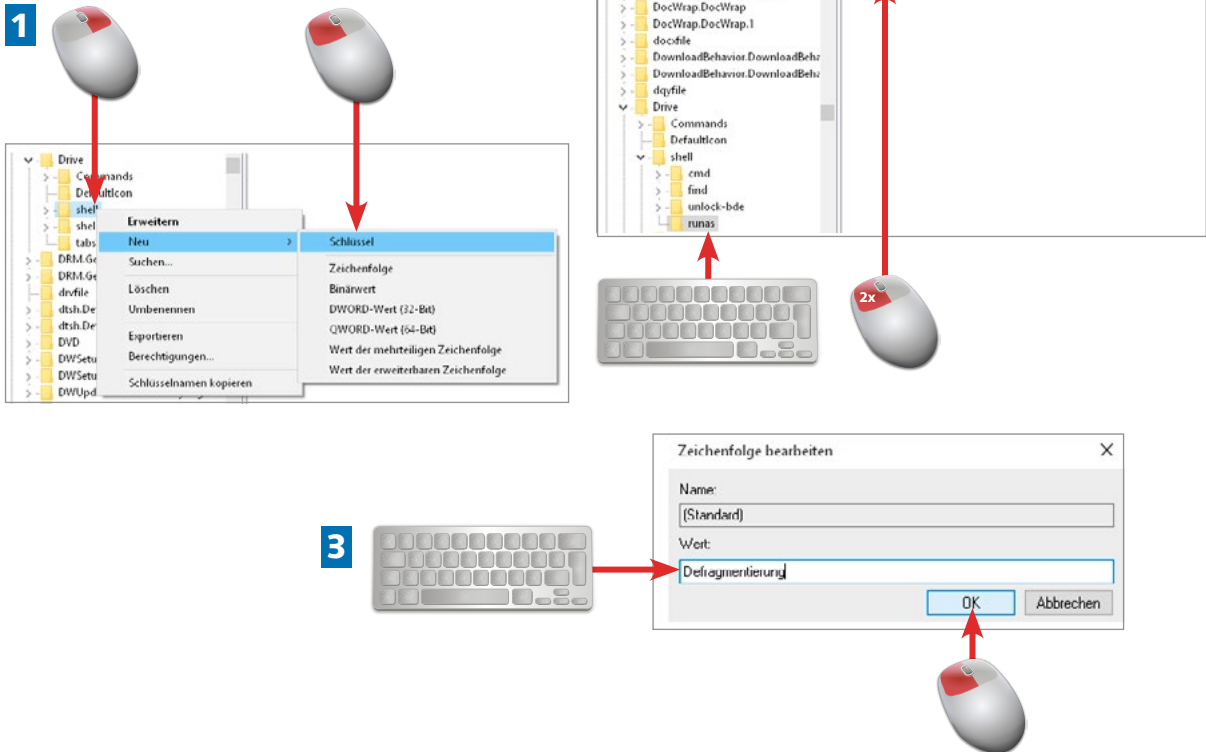 1
Drive
Commands
DefaultIcon
shell
shel
tabs
DRM.Ge
DRM.Ge
drvfile
dtsh.De
dtsh.De
DVD
DWSetu
DWSetu
DWUpd
Erweitern
Neu
Suchen...
Löschen
Umbenennen
Exportieren
Berechtigungen...
Schlüsselnamen kopieren
Schlüssel
Zeichenfolge
Binärwert
DWORD-Wert (32-Bit)
QWORD-Wert (64-Bit)
Wert der mehrteiligen Zeichenfolge
Wert der erweiterbaren Zeichenfolge
DocWrap.DocWrap
DocWrap.DocWrap.1
docxfile
DownloadBehavior.DownloadBeha
DownloadBehavior.DownloadBeha
dqyfile
Drive
Commands
DefaultIcon
shell
cmd
find
unlock-bde
runas
2x
3
Zeichenfolge bearbeiten
Name:
(Standard)
Wert:
Defragmentierung
OK Abbrechen